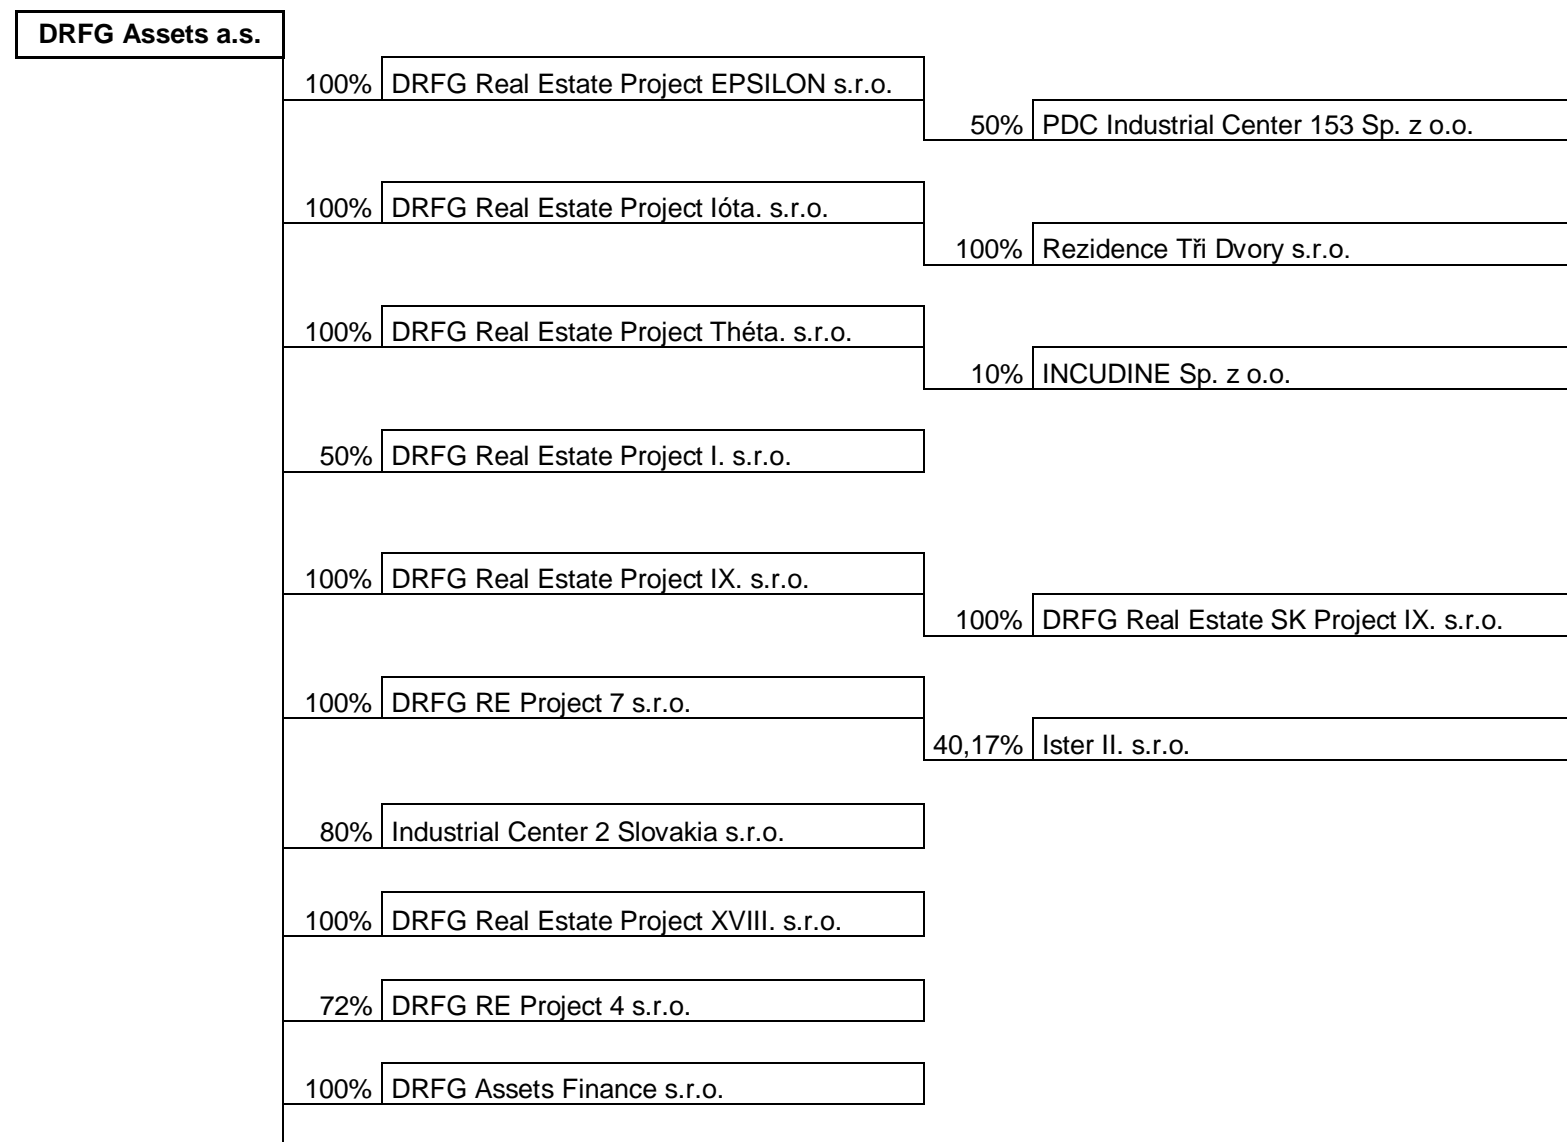 DRFG Assets a.s.
100% DRFG Real Estate Project EPSILON s.r.o.
50% PDC Industrial Center 153 Sp. z o.o.
100% DRFG Real Estate Project Ióta. s.r.o.
100% Rezidence Tři Dvory s.r.o.
100% DRFG Real Estate Project Théta. s.r.o.
10% INCUDINE Sp. z o.o.
50% DRFG Real Estate Project I. s.r.o.
100% DRFG Real Estate Project IX. s.r.o.
100% DRFG Real Estate SK Project IX. s.r.o.
100% DRFG RE Project 7 s.r.o.
40,17% Ister II. s.r.o.
80% Industrial Center 2 Slovakia s.r.o.
100% DRFG Real Estate Project XVIII. s.r.o.
72% DRFG RE Project 4 s.r.o.
100% DRFG Assets Finance s.r.o.